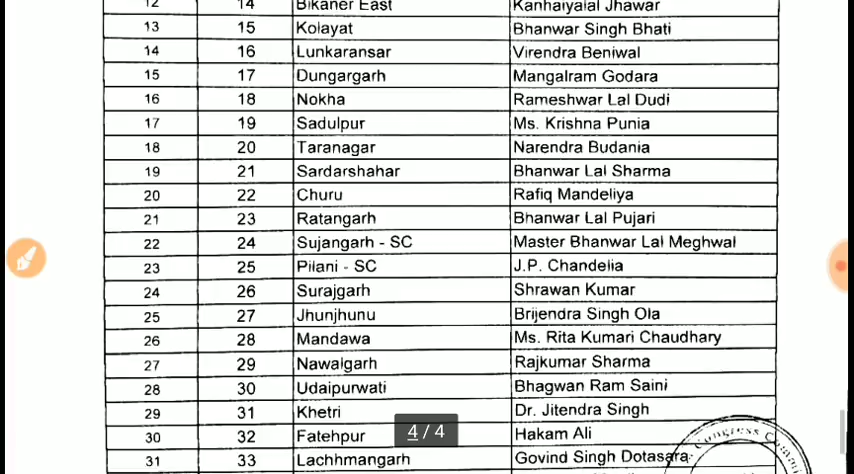 12 14 Bikaner East Kanhaiyalal Jhawar
13 15 Kolayat Bhanwar Singh Bhati
14 16 Lunkaransar Virendra Beniwal
15 17 Dungargarh Mangalram Godara
16 18 Nokha Rameshwar Lal Dudi
17 19 Sadulpur Ms. Krishna Punia
18 20 Taranagar Narendra Budania
19 21 Sardarshahar Bhanwar Lal Sharma
20 22 Churu Rafiq Mandeliya
21 23 Ratangarh Bhanwar Lal Pujari
22 24 Sujangarh - SC Master Bhanwar Lal Meghwal
23 25 Pilani - SC J.P. Chandelia
24 26 Surajgarh Shrawan Kumar
25 27 Jhunjhunu Brijendra Singh Ola
26 28 Mandawa Ms. Rita Kumari Chaudhary
27 29 Nawalgarh Rajkumar Sharma
28 30 Udaipurwati Bhagwan Ram Saini
29 31 Khetri Dr. Jitendra Singh
30 32 Fatehpur Hakam Ali
4 / 4
31 33 Lachhmangarh Govind Singh Dotasara
Congress